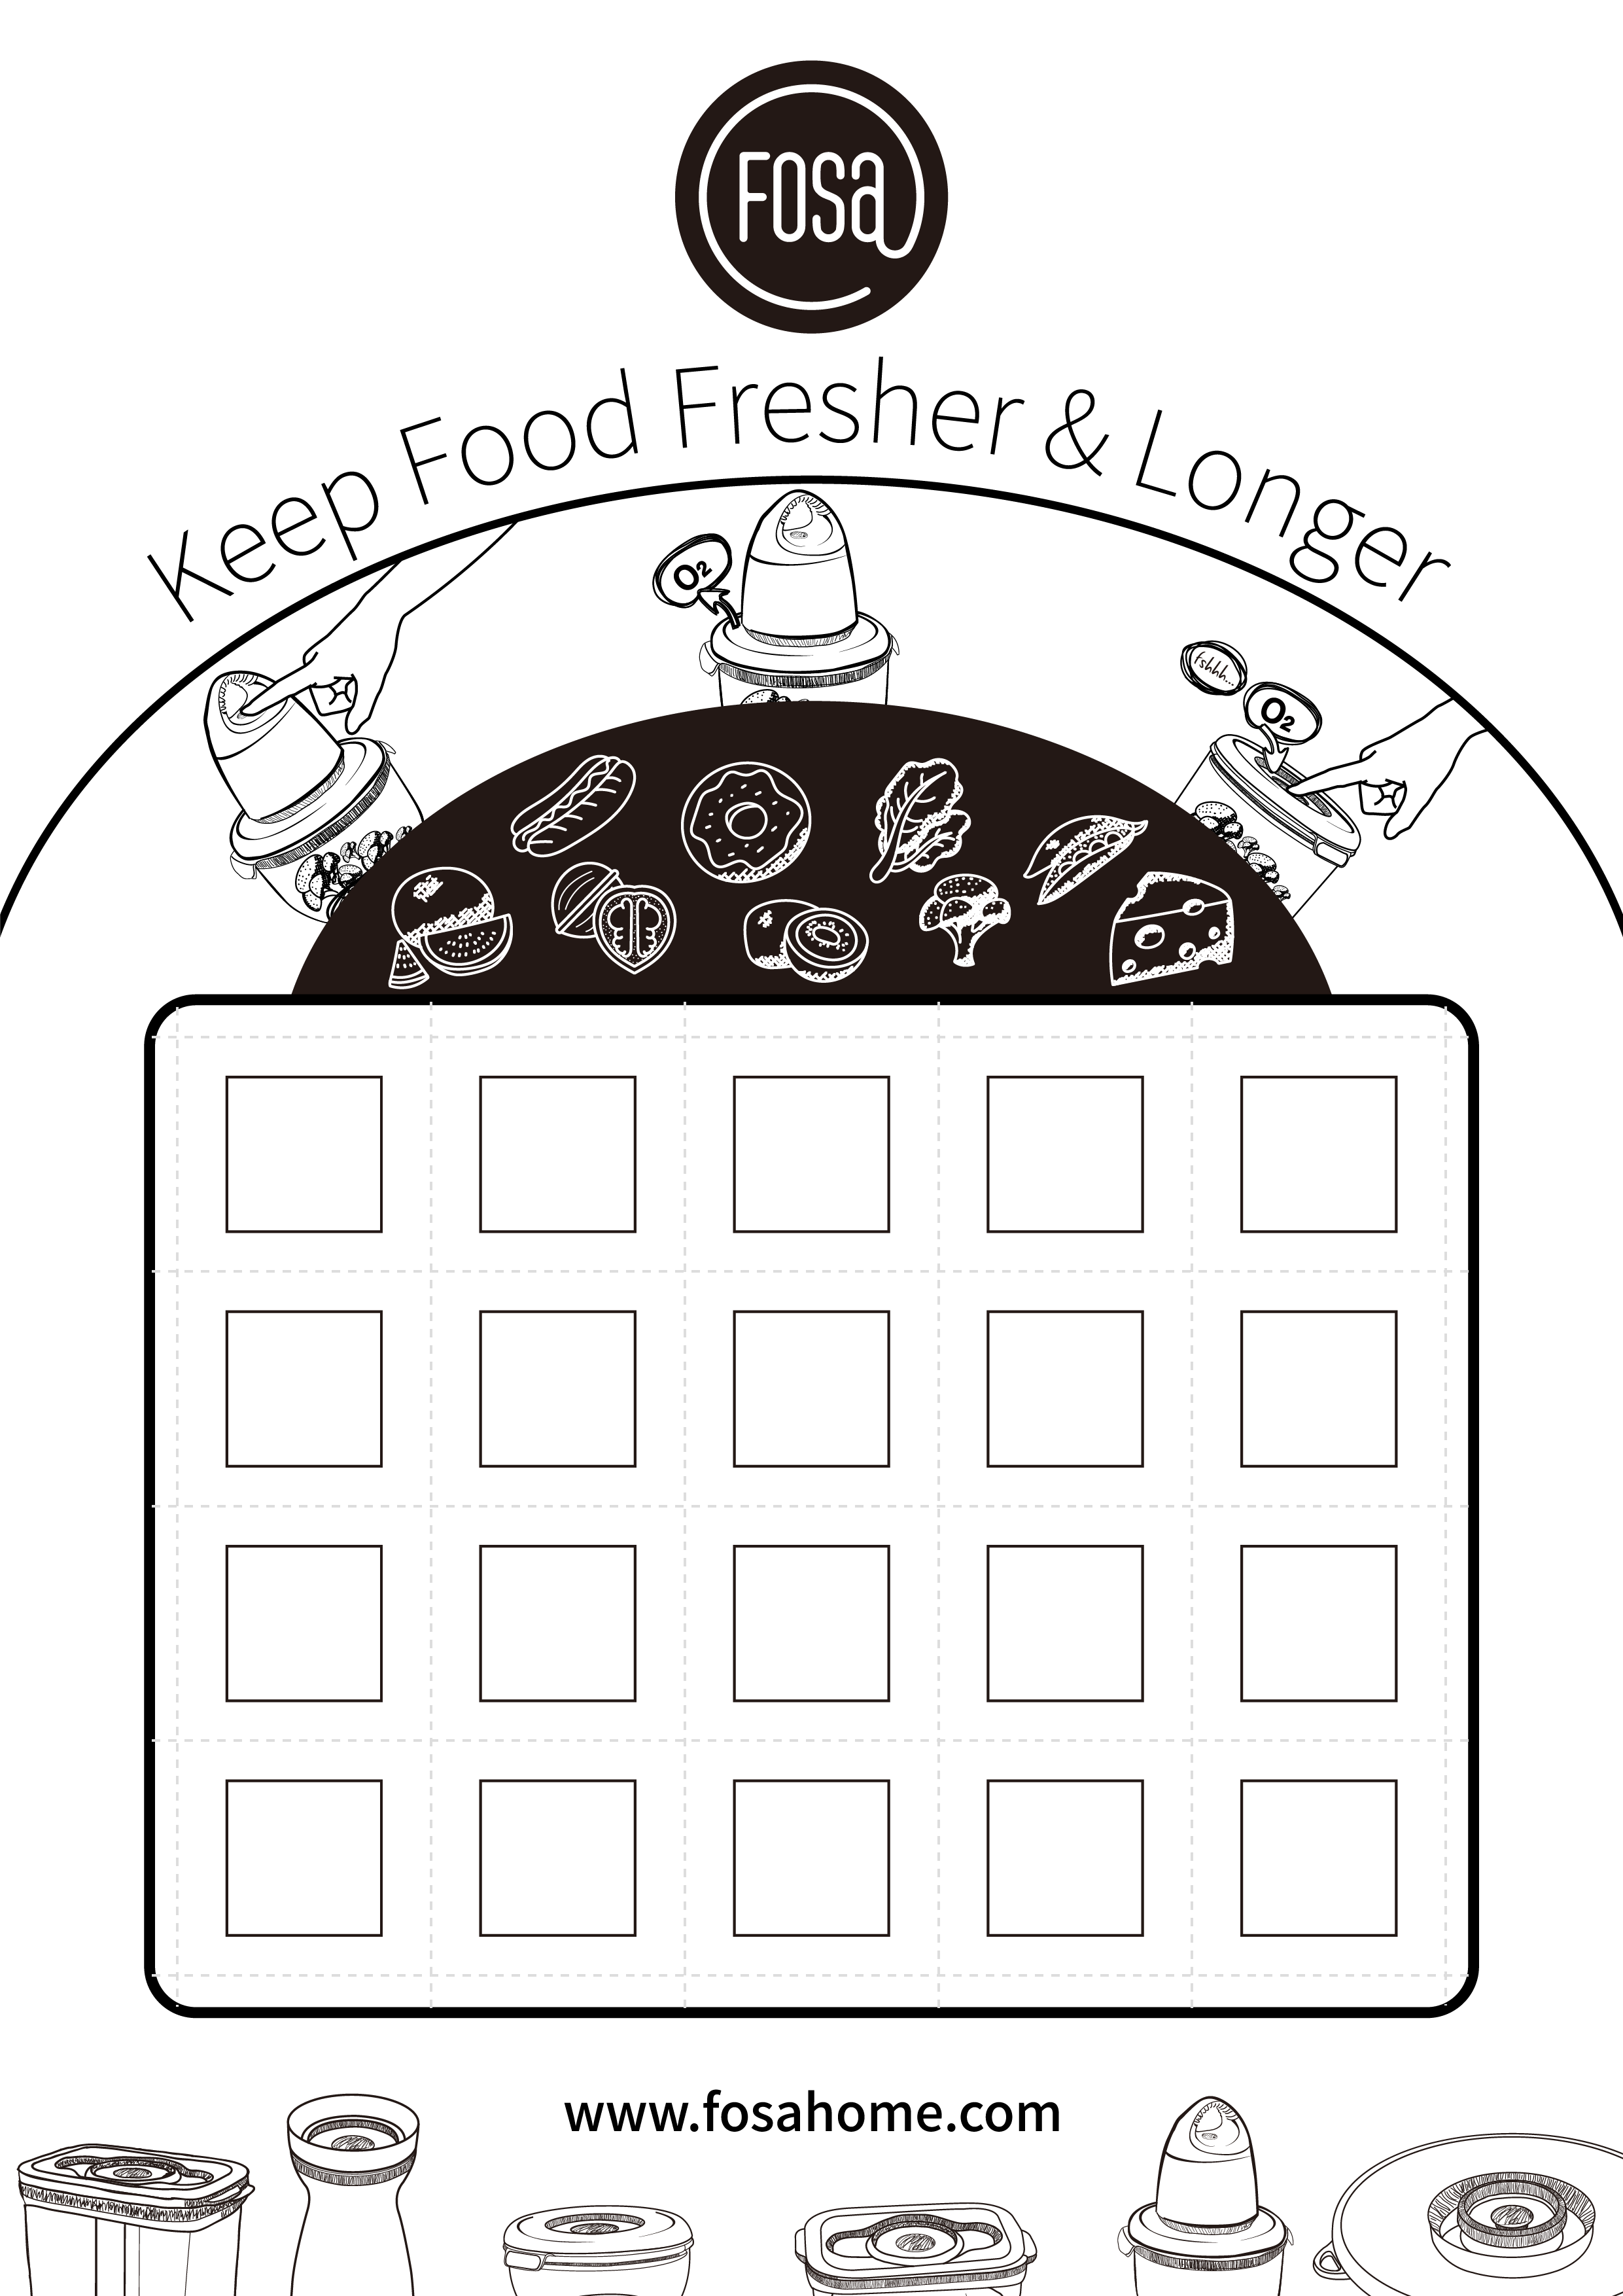 FOSa
Keep Food Fresher & Longer
O₂
fshhh...
O₂
www.fosahome.com